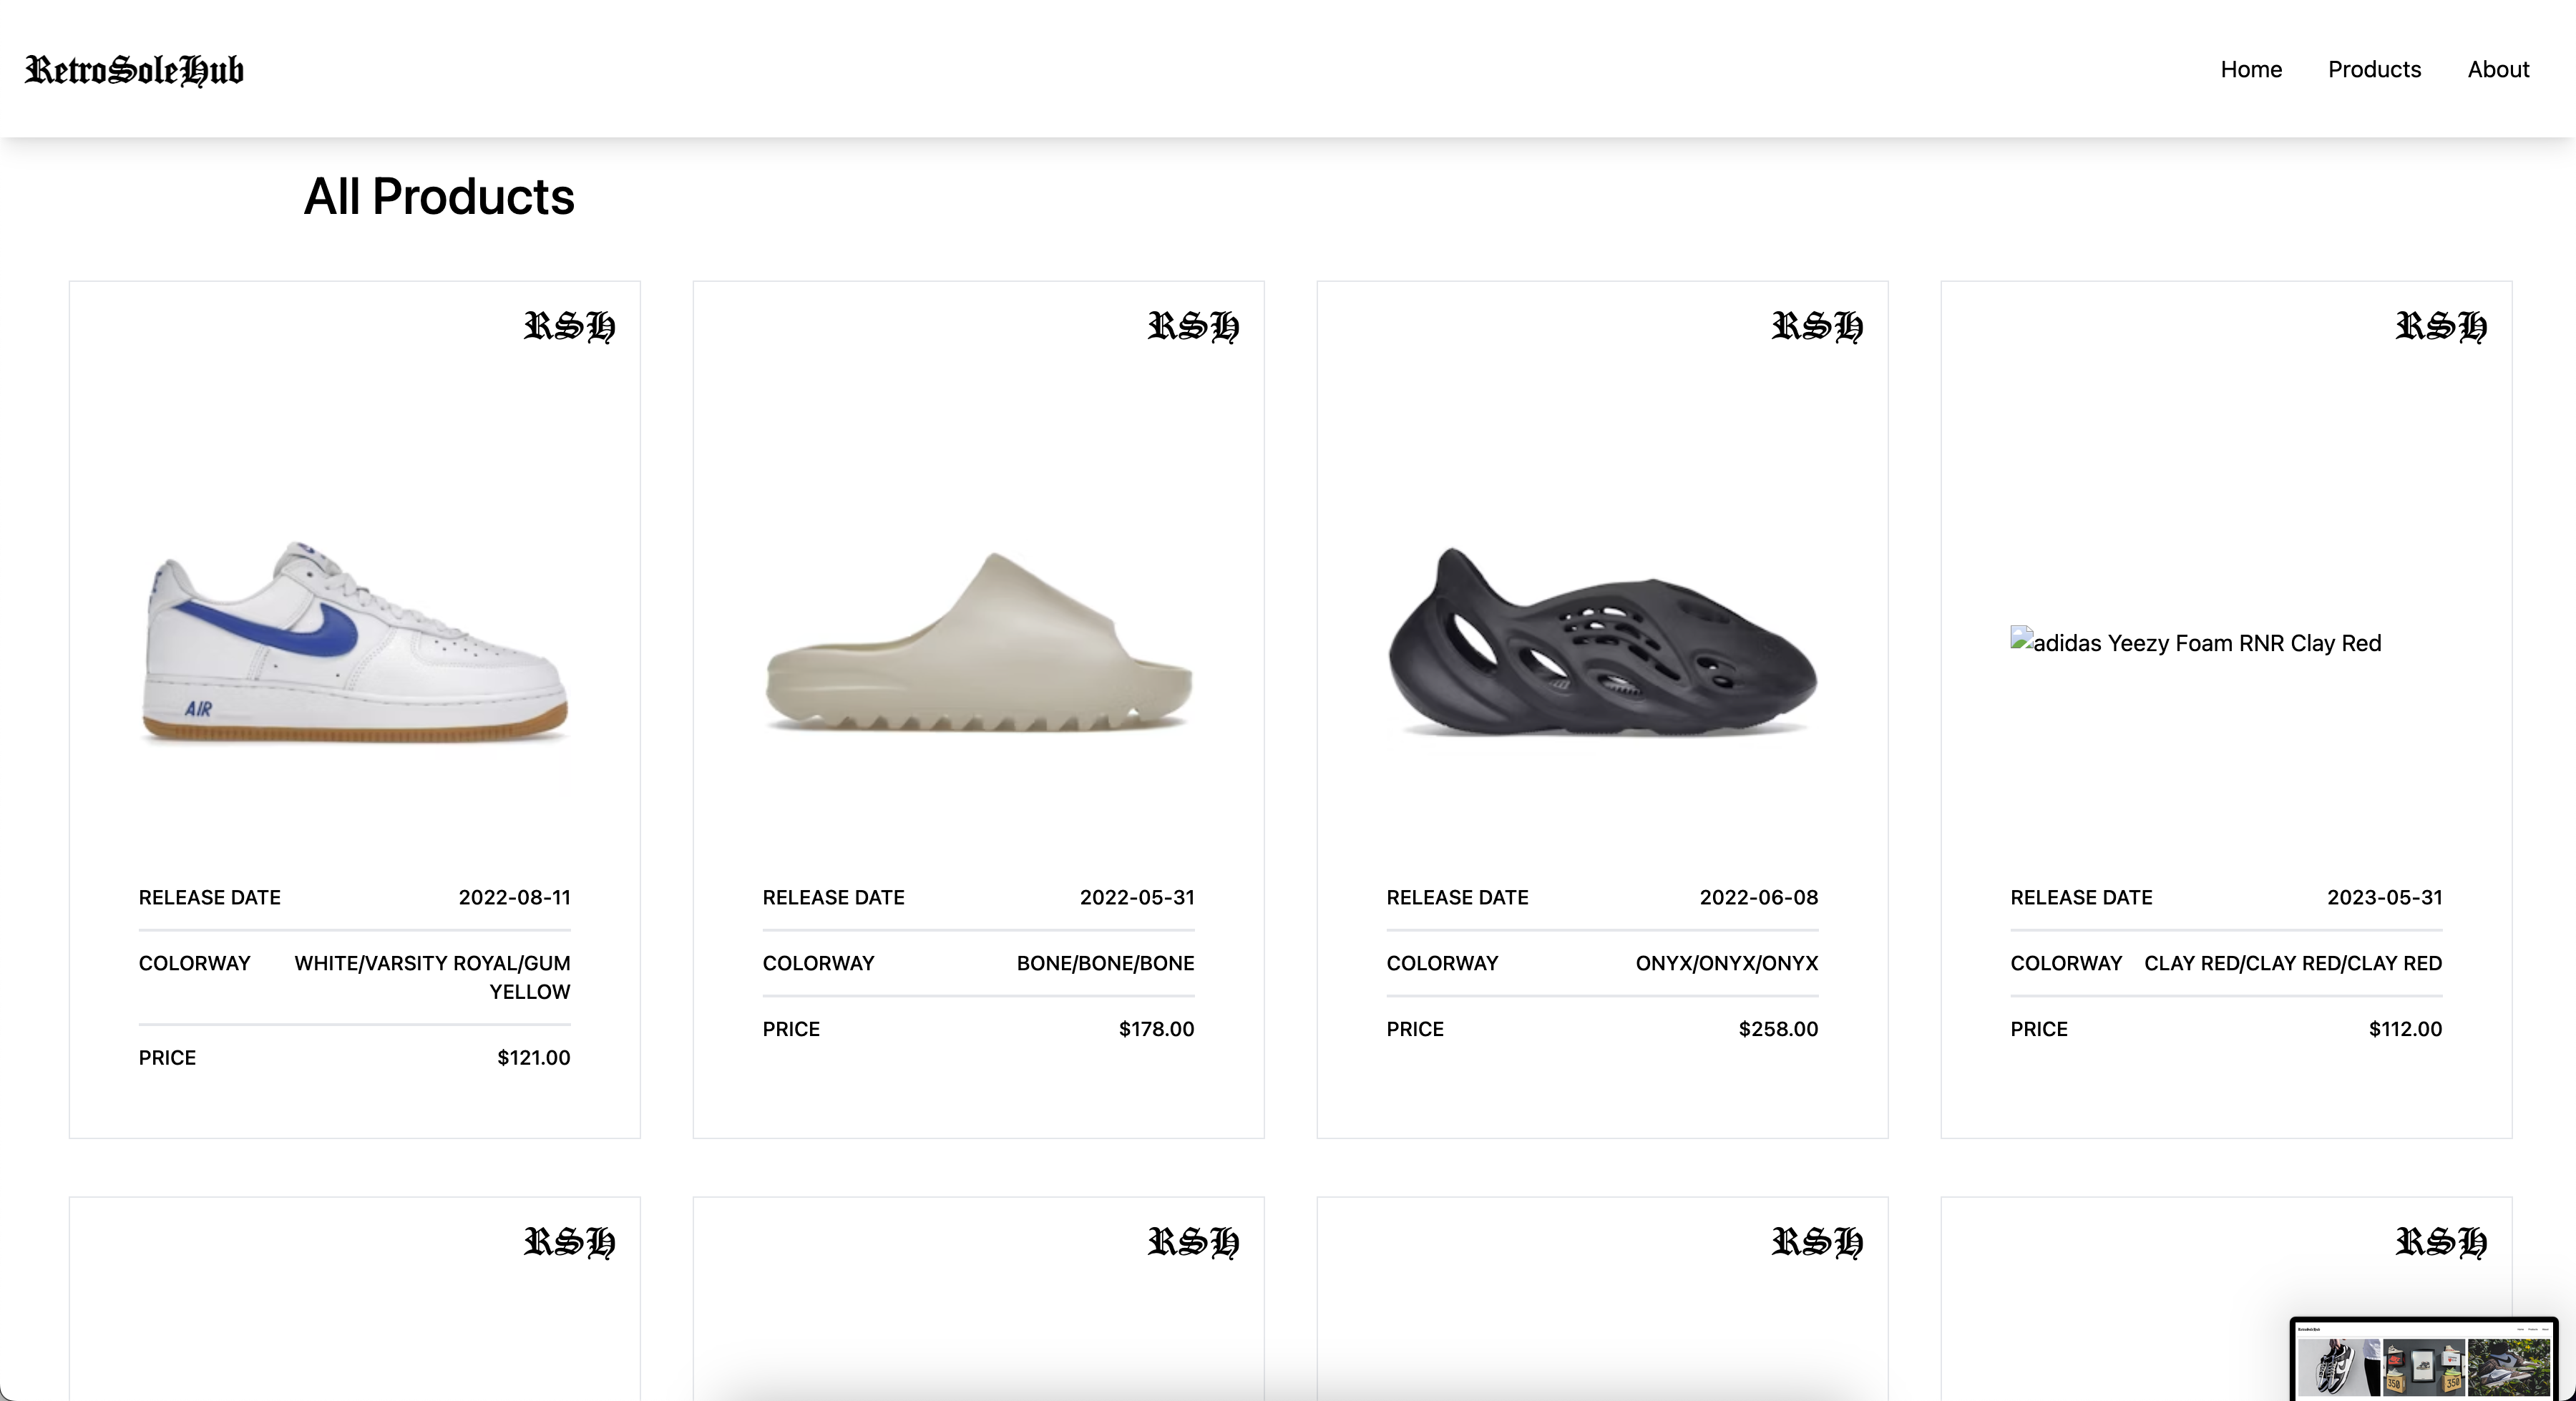 RetroSoleHub
Home Products About
All Products
RSH
AIR
RELEASE DATE 2022-08-11
COLORWAY WHITE/VARSITY ROYAL/GUM
YELLOW
PRICE $121.00
RSH
RELEASE DATE 2022-05-31
COLORWAY BONE/BONE/BONE
PRICE $178.00
RSH
RELEASE DATE 2022-06-08
COLORWAY ONYX/ONYX/ONYX
PRICE $258.00
RSH
adidas Yeezy Foam RNR Clay Red
RELEASE DATE 2023-05-31
COLORWAY CLAY RED/CLAY RED/CLAY RED
PRICE $112.00
RSH
RSH
RSH
RSH
350
350